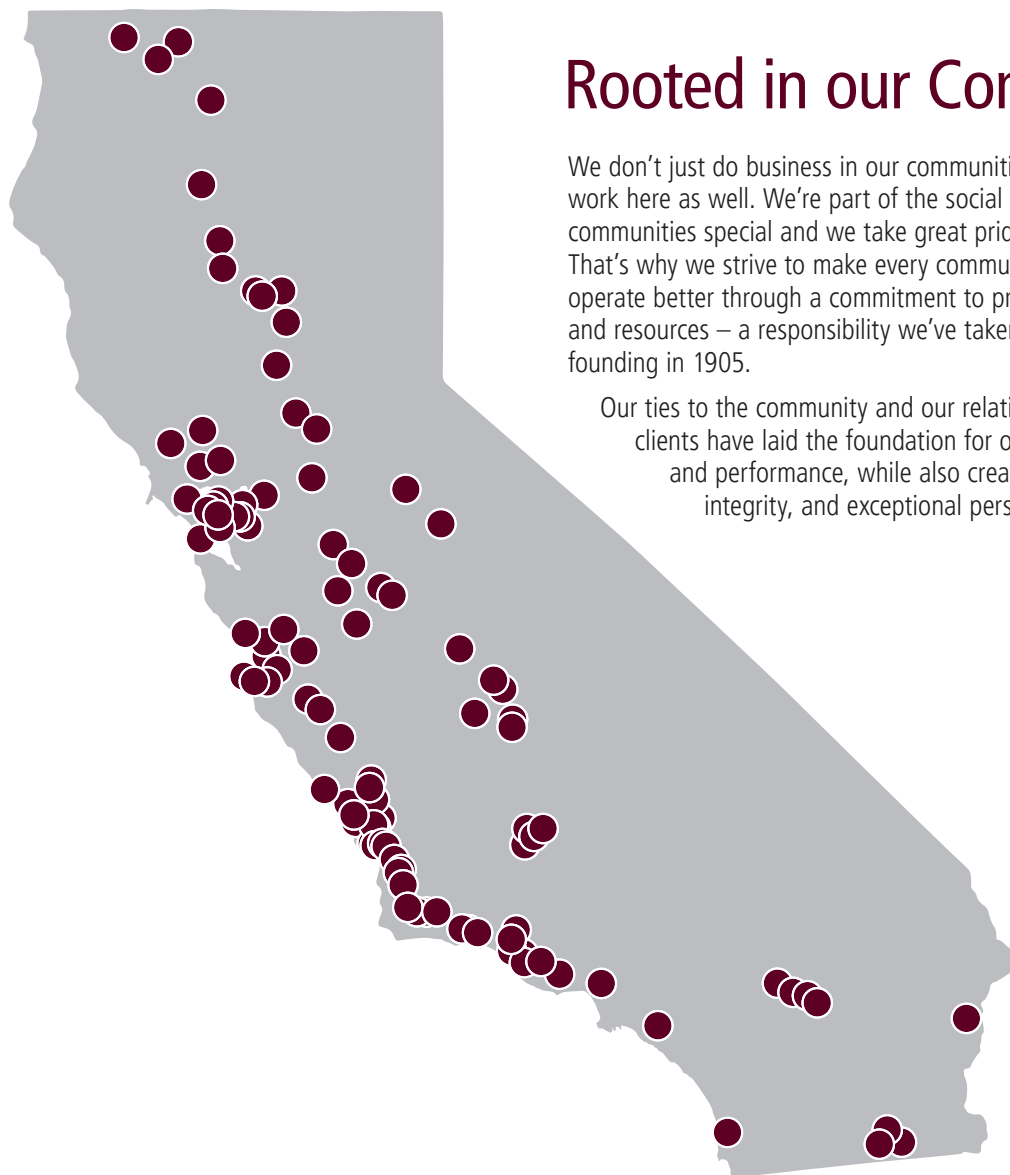 Rooted in our Con
We don’t just do business in our communiti
work here as well. We’re part of the social
communities special and we take great prid
That’s why we strive to make every commu
operate better through a commitment to pr
and resources – a responsibility we’ve taken
founding in 1905.
Our ties to the community and our relati
clients have laid the foundation for o
and performance, while also crea
integrity, and exceptional pers